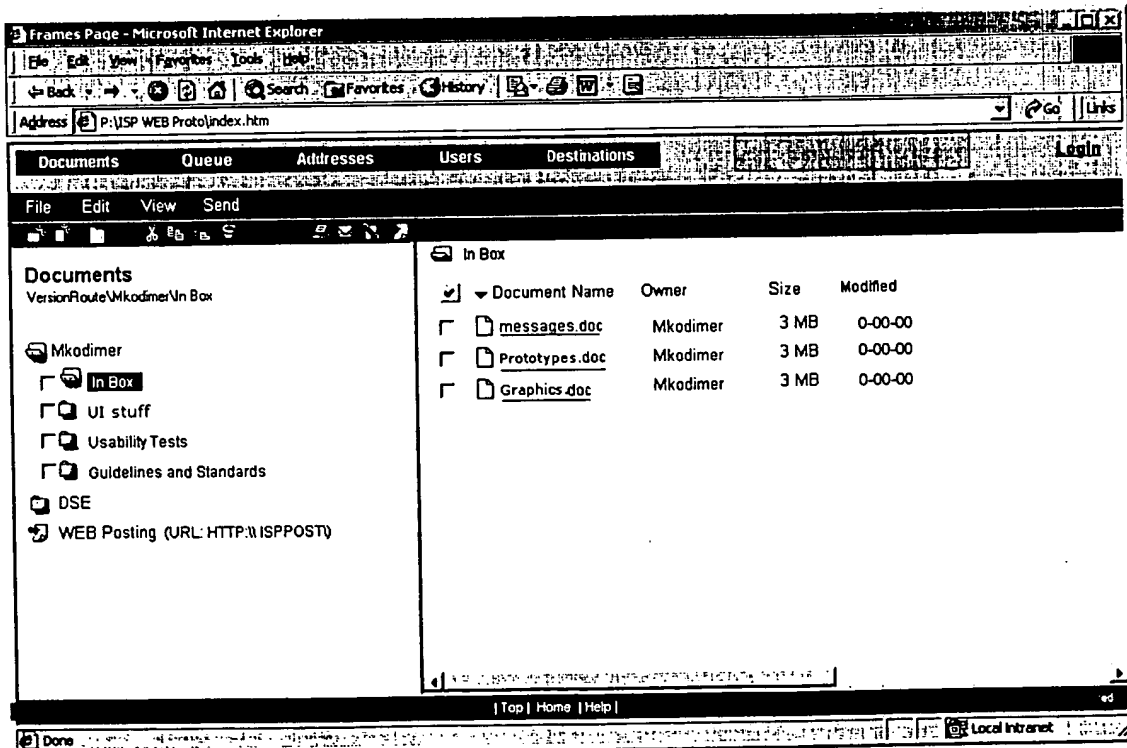 Frames Page - Microsoft Internet Explorer
File Edit View Favorites Tools Help
Back Search Favorites History
Address P:\ISP WEB Proto\index.htm Go Links
Documents Queue Addresses Users Destinations Login
File Edit View Send
Documents
VersionRoute\Mkodimer\In Box
Mkodimer
In Box
UI stuff
Usability Tests
Guidelines and Standards
DSE
WEB Posting (URL: HTTP:\\ISPPOST\)
In Box
Document Name Owner Size Modified
messages.doc Mkodimer 3 MB 0-00-00
Prototypes.doc Mkodimer 3 MB 0-00-00
Graphics.doc Mkodimer 3 MB 0-00-00
| Top | Home | Help |
Done Local intranet